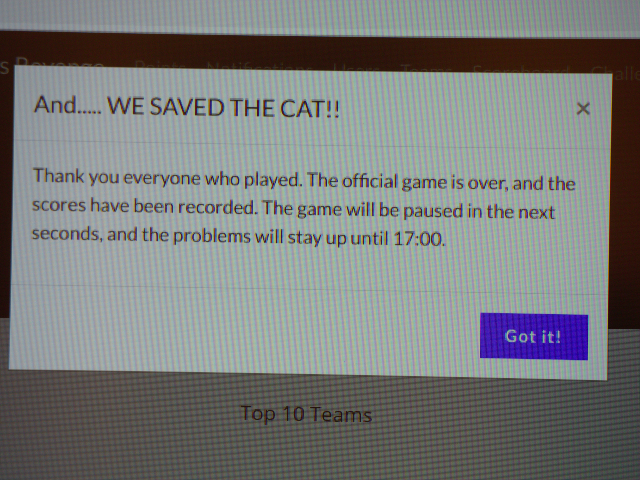 s Revenge Points Notifications Users Teams Scoreboard Challe
And..... WE SAVED THE CAT!!
×
Thank you everyone who played. The official game is over, and the
scores have been recorded. The game will be paused in the next
seconds, and the problems will stay up until 17:00.
Got it!
Top 10 Teams